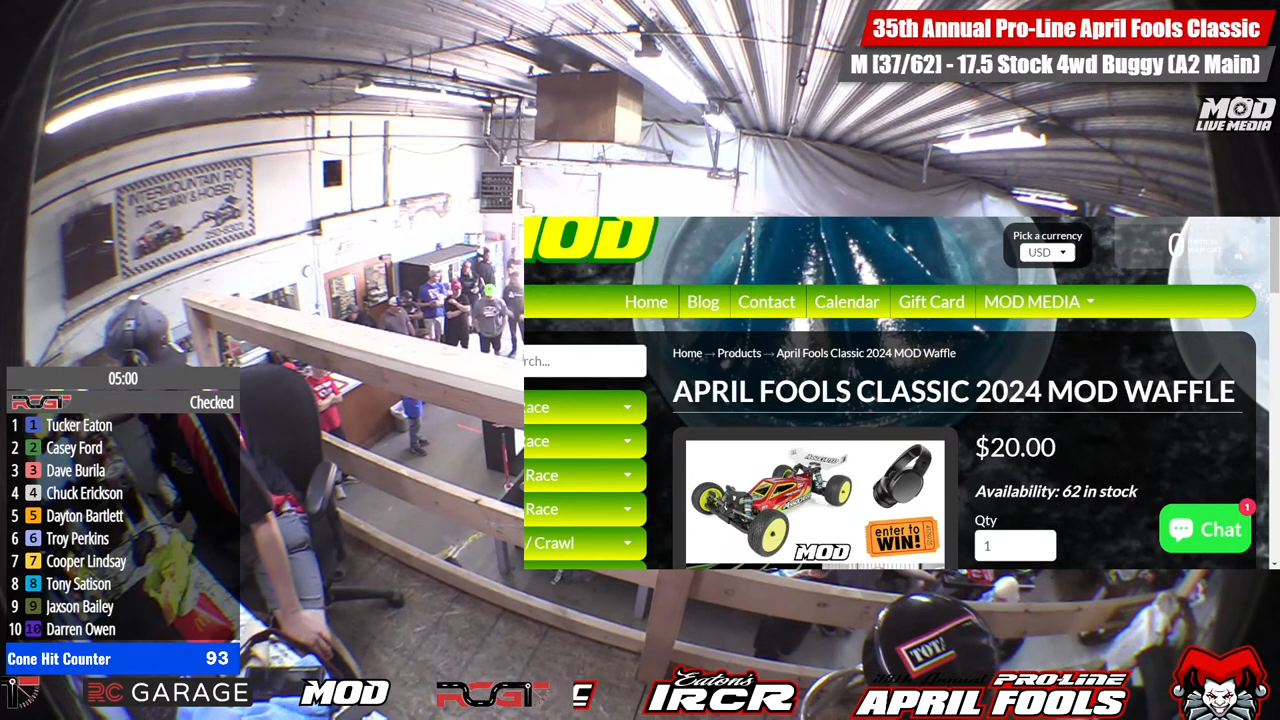 35th Annual Pro-Line April Fools Classic
M [37/62] - 17.5 Stock 4wd Buggy (A2 Main)
MOD
LIVE MEDIA
INTERMOUNTAIN R/C
RACEWAY & HOBBY
MOD
Pick a currency
USD
0
Home Blog Contact Calendar Gift Card MOD MEDIA
rch...
Home → Products → April Fools Classic 2024 MOD Waffle
APRIL FOOLS CLASSIC 2024 MOD WAFFLE
ace
ace
Race
Race
/ Crawl
$20.00
Availability: 62 in stock
Qty
1
enter to
WIN!
MOD
Chat
1
05:00
RCGT Checked
1 1 Tucker Eaton
2 2 Casey Ford
3 3 Dave Burila
4 4 Chuck Erickson
5 5 Dayton Bartlett
6 6 Troy Perkins
7 7 Cooper Lindsay
8 8 Tony Satison
9 9 Jaxson Bailey
10 10 Darren Owen
Cone Hit Counter 93
RC GARAGE
MOD
RCGT
Eaton's
IRCR
35th Annual PRO-LINE
APRIL FOOLS